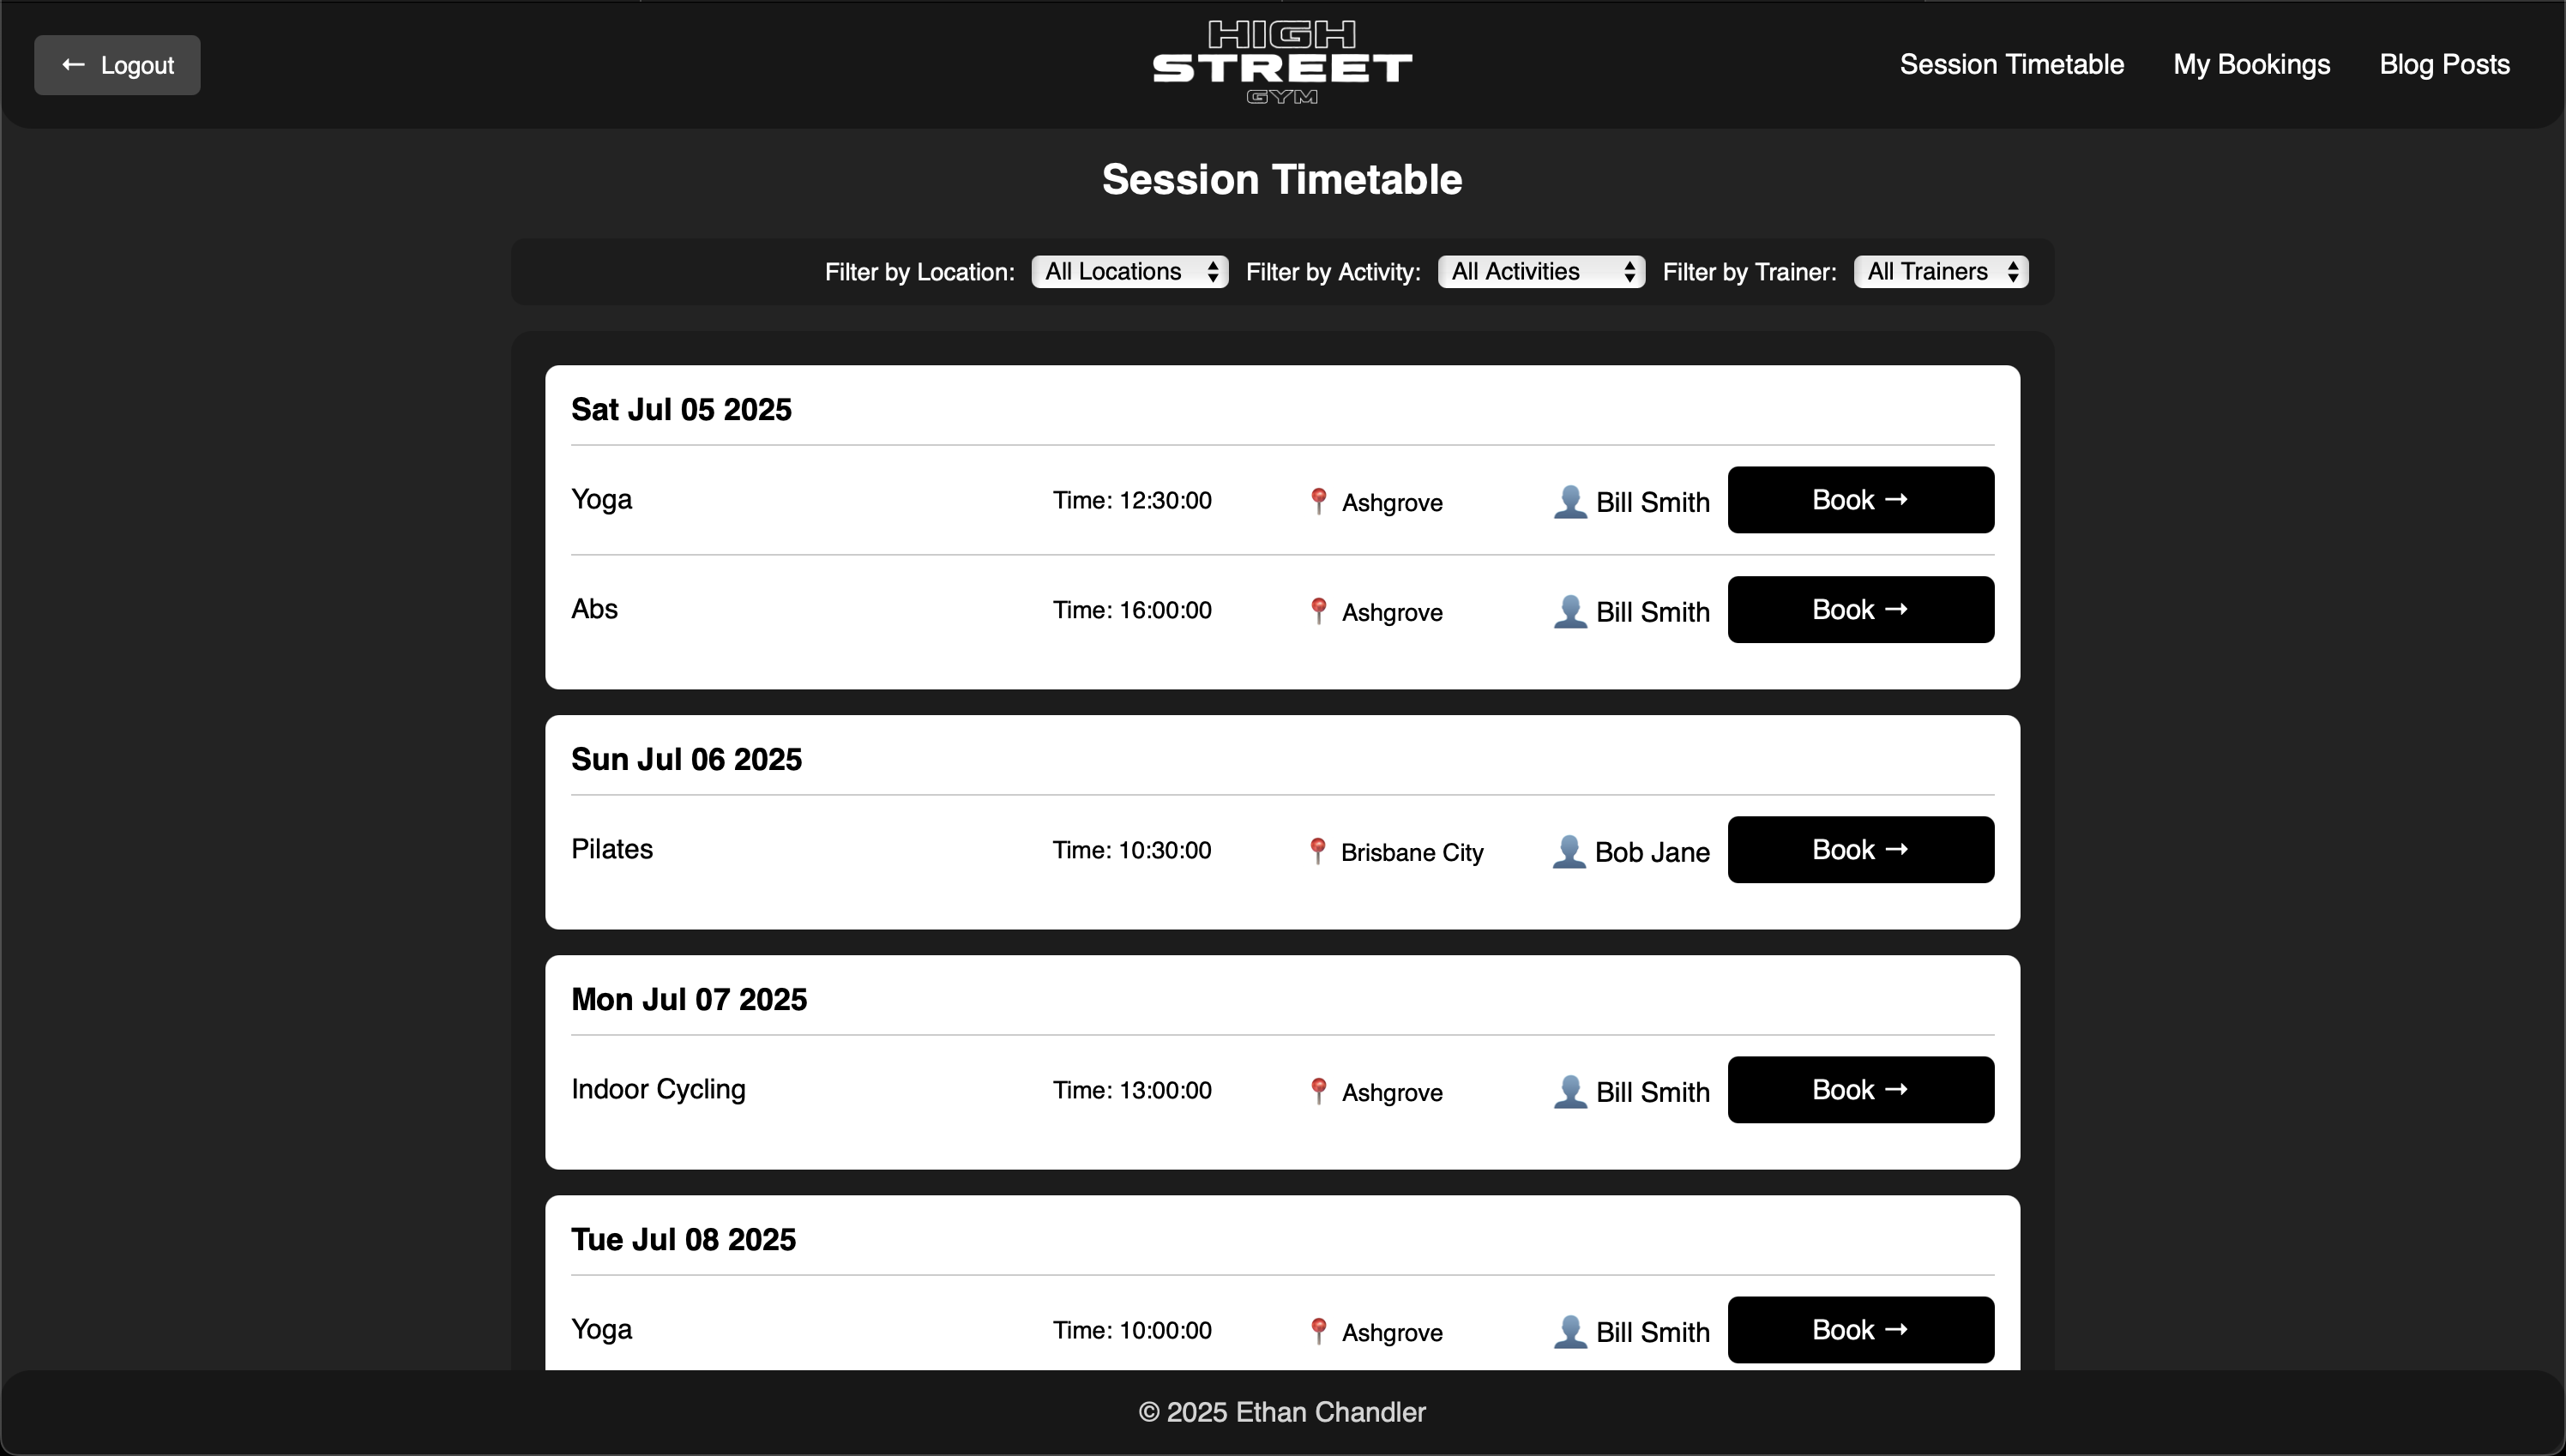 ← Logout
HIGH
STREET
GYM
Session Timetable My Bookings Blog Posts
Session Timetable
Filter by Location: All Locations Filter by Activity: All Activities Filter by Trainer: All Trainers
Sat Jul 05 2025
Yoga Time: 12:30:00 📍 Ashgrove 👤 Bill Smith Book →
Abs Time: 16:00:00 📍 Ashgrove 👤 Bill Smith Book →
Sun Jul 06 2025
Pilates Time: 10:30:00 📍 Brisbane City 👤 Bob Jane Book →
Mon Jul 07 2025
Indoor Cycling Time: 13:00:00 📍 Ashgrove 👤 Bill Smith Book →
Tue Jul 08 2025
Yoga Time: 10:00:00 📍 Ashgrove 👤 Bill Smith Book →
© 2025 Ethan Chandler